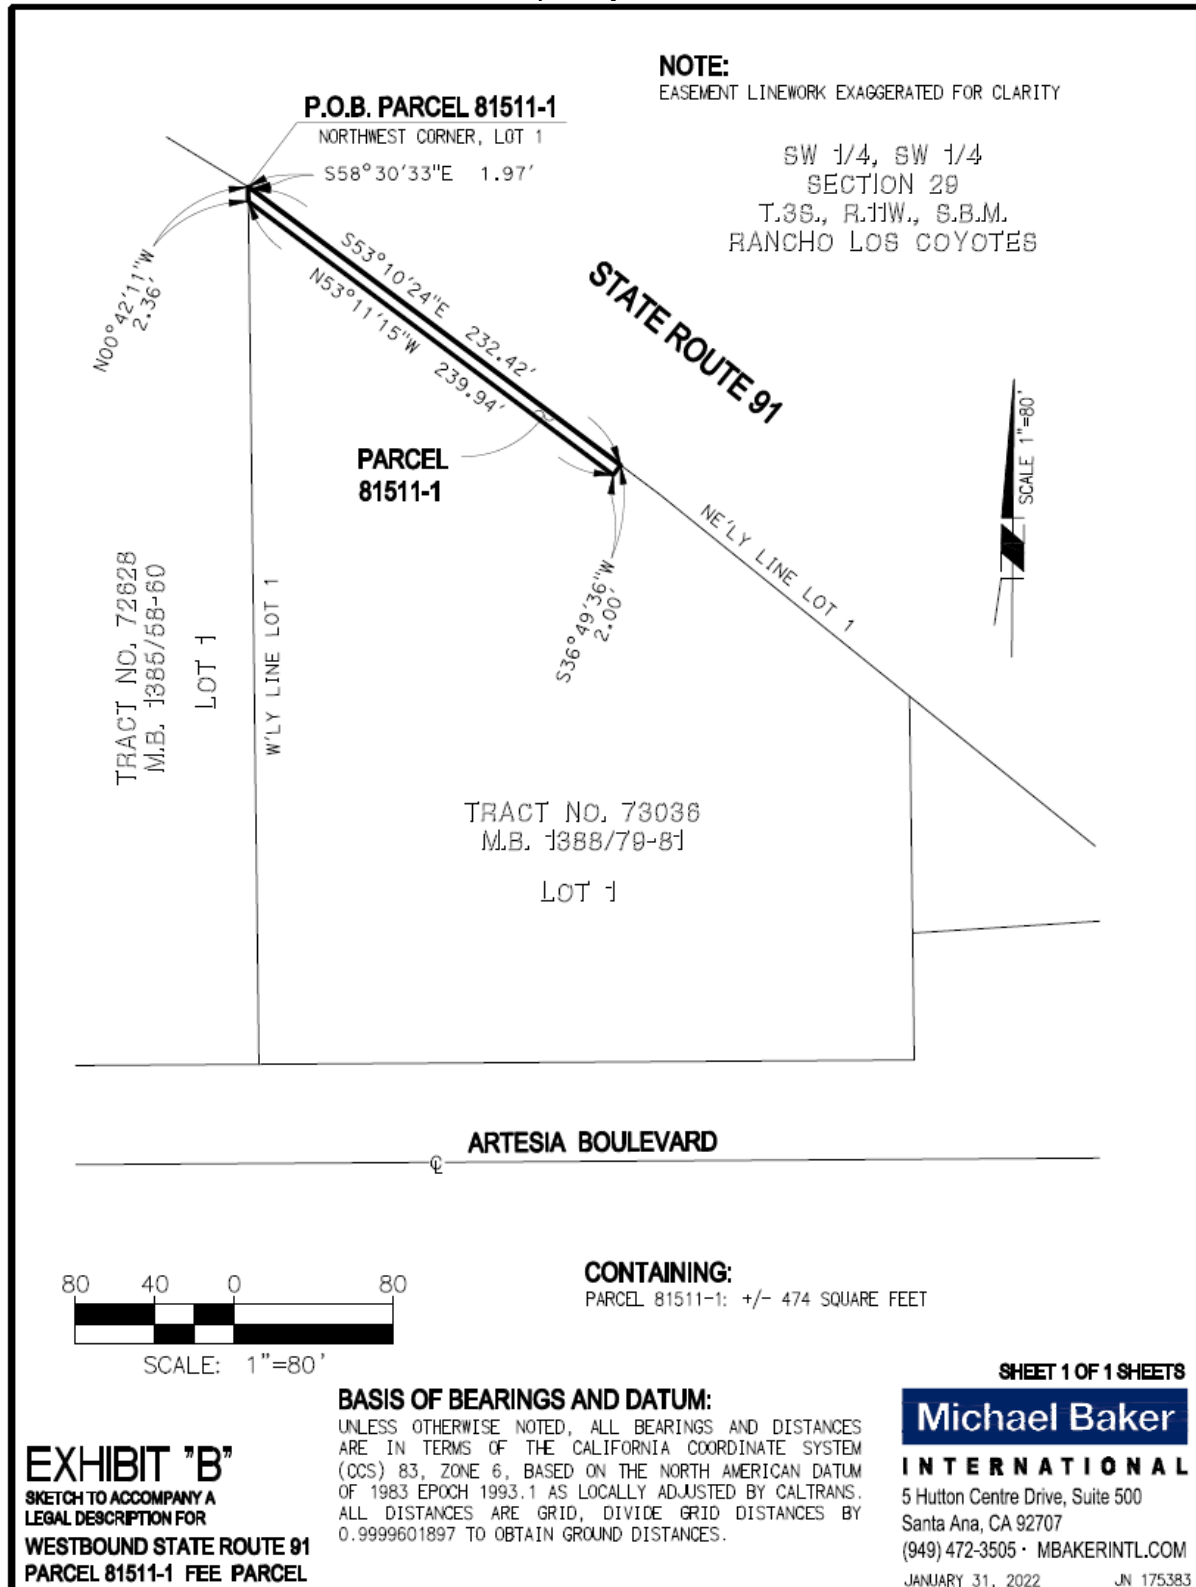 NOTE:
EASEMENT LINEWORK EXAGGERATED FOR CLARITY
P.O.B. PARCEL 81511-1
NORTHWEST CORNER, LOT 1
S58°30'33"E 1.97'
SW 1/4, SW 1/4
SECTION 29
T.3S., R.11W., S.B.M.
RANCHO LOS COYOTES
N00°42'11"W
2.36'
S53°10'24"E 232.42'
N53°11'15"W 239.94'
STATE ROUTE 91
SCALE 1"=80'
PARCEL
81511-1
S36°49'36"W
2.00'
NE'LY LINE LOT 1
TRACT NO. 72628
M.B. 1385/58-60
LOT 1
W'LY LINE LOT 1
TRACT NO. 73036
M.B. 1388/79-81
LOT 1
ARTESIA BOULEVARD
℄
80 40 0 80
SCALE: 1"=80'
CONTAINING:
PARCEL 81511-1: +/- 474 SQUARE FEET
SHEET 1 OF 1 SHEETS
BASIS OF BEARINGS AND DATUM:
UNLESS OTHERWISE NOTED, ALL BEARINGS AND DISTANCES
ARE IN TERMS OF THE CALIFORNIA COORDINATE SYSTEM
(CCS) 83, ZONE 6, BASED ON THE NORTH AMERICAN DATUM
OF 1983 EPOCH 1993.1 AS LOCALLY ADJUSTED BY CALTRANS.
ALL DISTANCES ARE GRID, DIVIDE GRID DISTANCES BY
0.9999601897 TO OBTAIN GROUND DISTANCES.
EXHIBIT "B"
SKETCH TO ACCOMPANY A
LEGAL DESCRIPTION FOR
WESTBOUND STATE ROUTE 91
PARCEL 81511-1 FEE PARCEL
Michael Baker
INTERNATIONAL
5 Hutton Centre Drive, Suite 500
Santa Ana, CA 92707
(949) 472-3505 · MBAKERINTL.COM
JANUARY 31, 2022 JN 175383